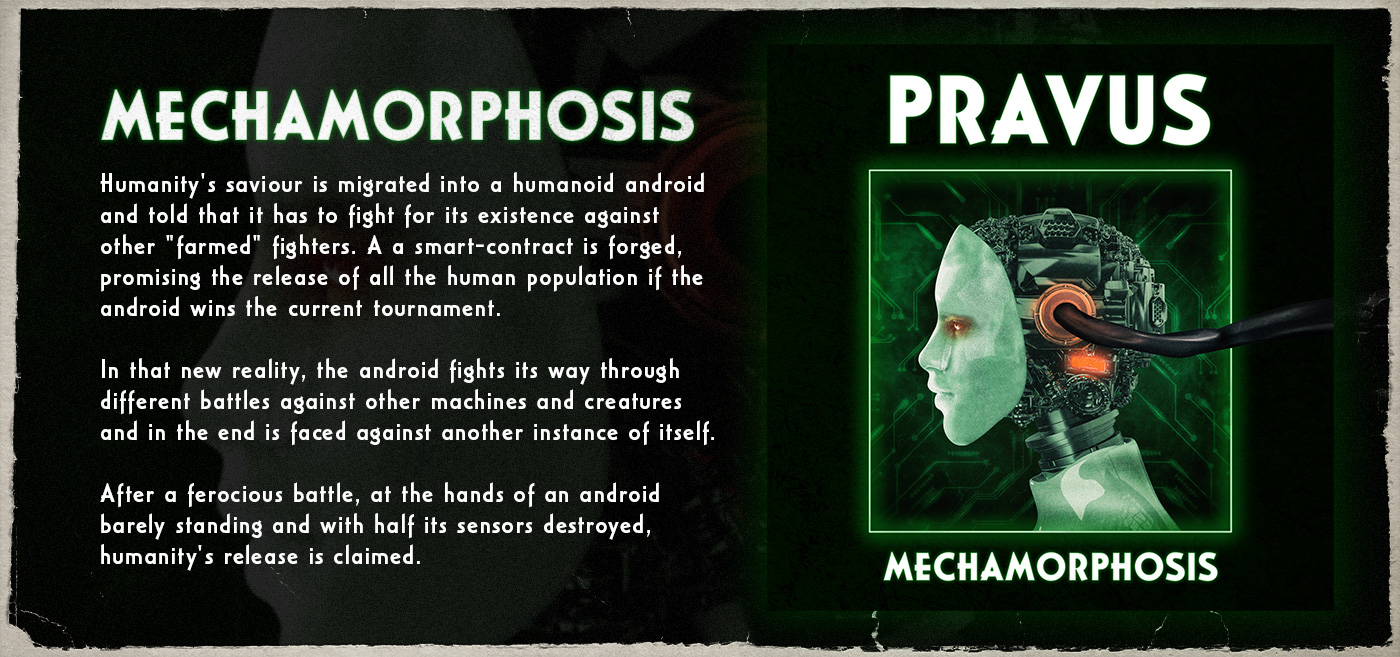 MECHAMORPHOSIS
Humanity's saviour is migrated into a humanoid android
and told that it has to fight for its existence against
other "farmed" fighters. A a smart-contract is forged,
promising the release of all the human population if the
android wins the current tournament.
In that new reality, the android fights its way through
different battles against other machines and creatures
and in the end is faced against another instance of itself.
After a ferocious battle, at the hands of an android
barely standing and with half its sensors destroyed,
humanity's release is claimed.
PRAVUS
MECHAMORPHOSIS